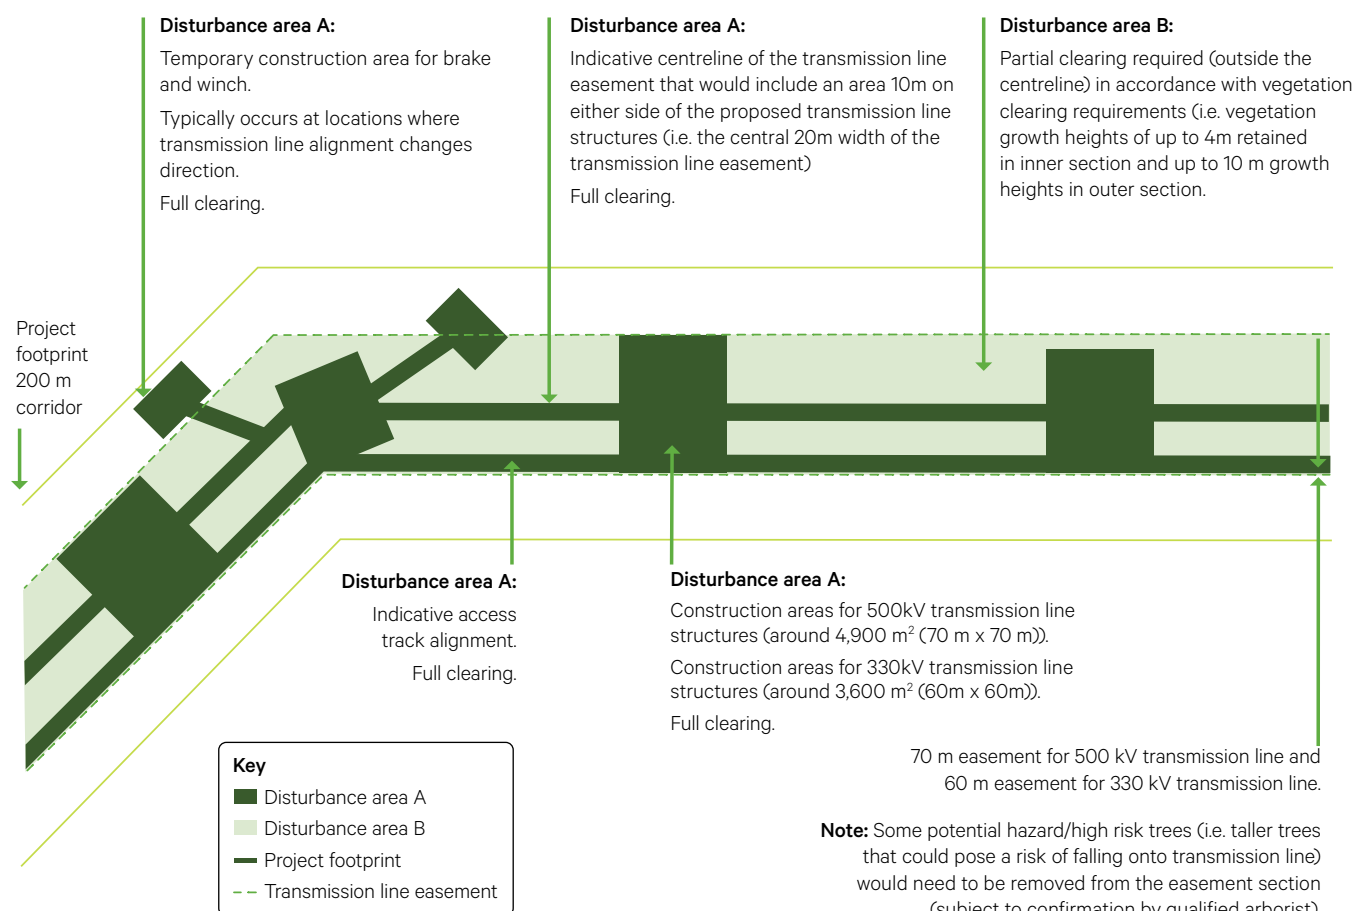 Disturbance area A:
Temporary construction area for brake
and winch.
Typically occurs at locations where
transmission line alignment changes
direction.
Full clearing.
Disturbance area A:
Indicative centreline of the transmission line
easement that would include an area 10m on
either side of the proposed transmission line
structures (i.e. the central 20m width of the
transmission line easement)
Full clearing.
Disturbance area B:
Partial clearing required (outside the
centreline) in accordance with vegetation
clearing requirements (i.e. vegetation
growth heights of up to 4m retained
in inner section and up to 10 m growth
heights in outer section.
Project
footprint
200 m
corridor
Disturbance area A:
Indicative access
track alignment.
Full clearing.
Disturbance area A:
Construction areas for 500kV transmission line
structures (around 4,900 m² (70 m x 70 m)).
Construction areas for 330kV transmission line
structures (around 3,600 m² (60m x 60m)).
Full clearing.
70 m easement for 500 kV transmission line and
60 m easement for 330 kV transmission line.
Note: Some potential hazard/high risk trees (i.e. taller trees
that could pose a risk of falling onto transmission line)
would need to be removed from the easement section
(subject to confirmation by qualified arborist).
Key
Disturbance area A
Disturbance area B
Project footprint
Transmission line easement